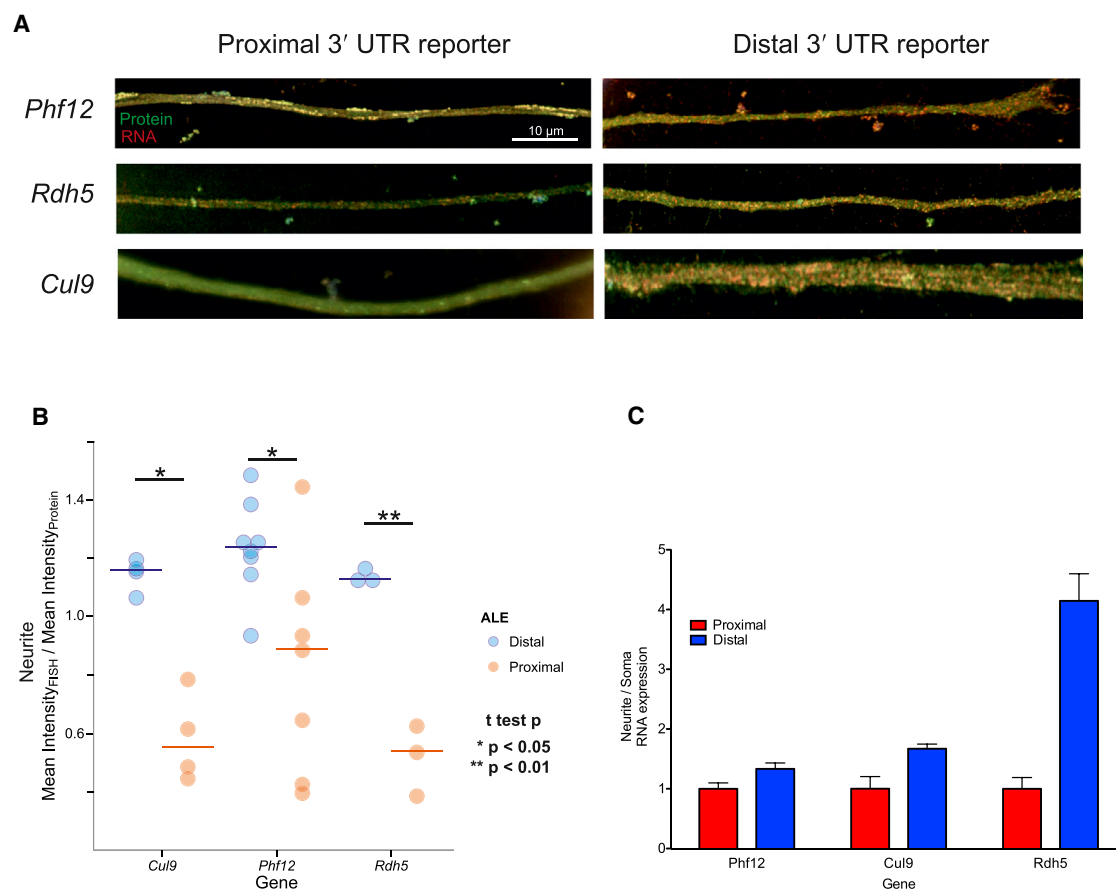 A
Proximal 3′ UTR reporter
Distal 3′ UTR reporter
Phf12
Protein
RNA
10 µm
Rdh5
Cul9
B
Neurite
Mean IntensityFISH / Mean IntensityProtein
1.4
1.0
0.6
*
*
**
Cul9
Phf12
Rdh5
Gene
ALE
Distal
Proximal
t test p
* p < 0.05
** p < 0.01
C
Neurite / Soma
RNA expression
5
4
3
2
1
0
Proximal
Distal
Phf12
Cul9
Rdh5
Gene